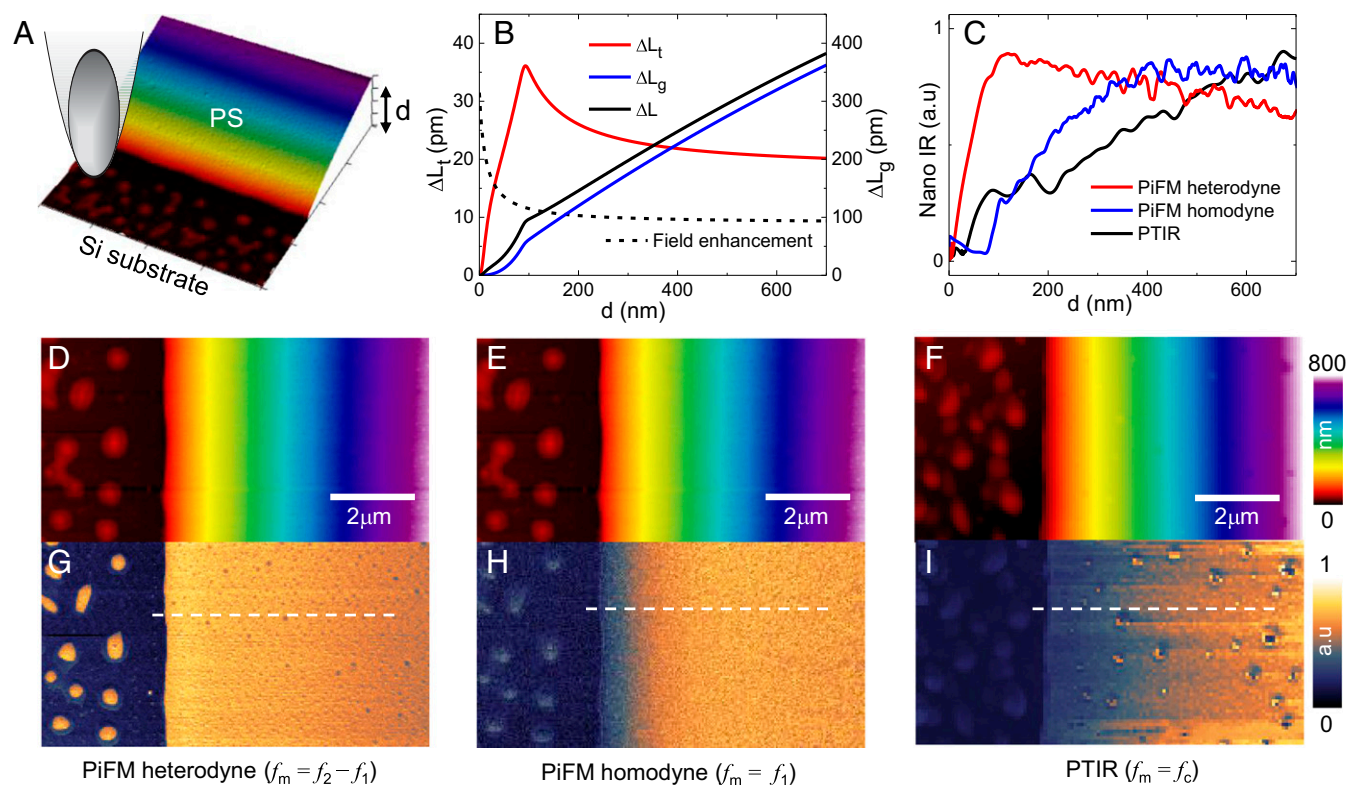 A
PS
d
Si substrate
B
ΔLt (pm)
40
30
20
10
0
ΔLt
ΔLg
ΔL
Field enhancement
400
300
200
100
0
ΔLg (pm)
0 200 400 600
d (nm)
C
Nano IR (a.u)
1
0
PiFM heterodyne
PiFM homodyne
PTIR
0 200 400 600
d (nm)
D
2μm
E
2μm
F
2μm
800
nm
0
G
H
I
1
a.u
0
PiFM heterodyne (fm = f2 – f1)
PiFM homodyne (fm = f1)
PTIR (fm = fc)